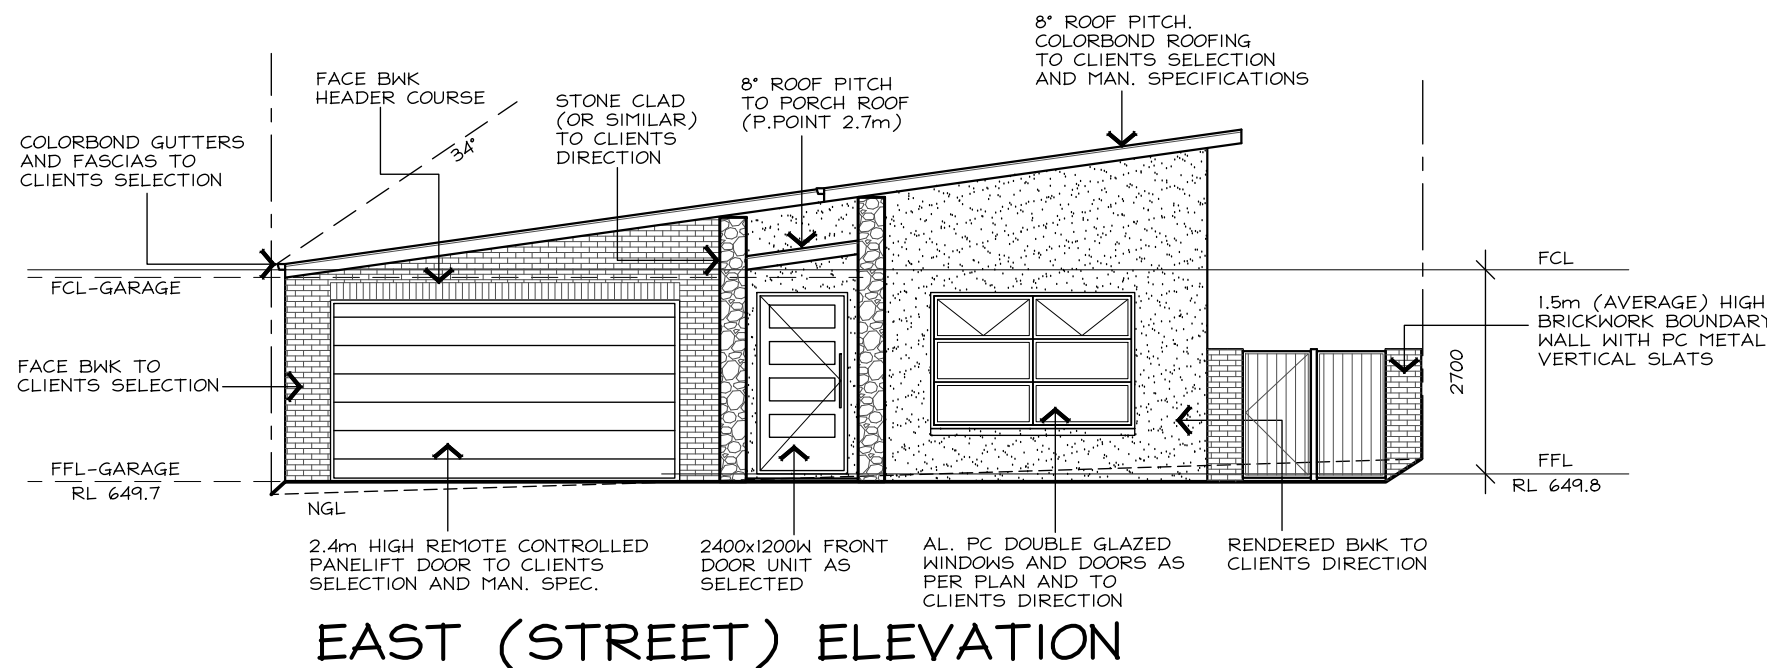 8° ROOF PITCH.
COLORBOND ROOFING
TO CLIENTS SELECTION
AND MAN. SPECIFICATIONS
FACE BWK
HEADER COURSE
8° ROOF PITCH
TO PORCH ROOF
(P.POINT 2.7m)
STONE CLAD
(OR SIMILAR)
TO CLIENTS
DIRECTION
COLORBOND GUTTERS
AND FASCIAS TO
CLIENTS SELECTION
34°
FCL-GARAGE
FCL
1.5m (AVERAGE) HIGH
BRICKWORK BOUNDARY
WALL WITH PC METAL
VERTICAL SLATS
FACE BWK TO
CLIENTS SELECTION
2700
FFL-GARAGE
RL 649.7
FFL
RL 649.8
NGL
2.4m HIGH REMOTE CONTROLLED
PANELIFT DOOR TO CLIENTS
SELECTION AND MAN. SPEC.
2400x1200W FRONT
DOOR UNIT AS
SELECTED
AL. PC DOUBLE GLAZED
WINDOWS AND DOORS AS
PER PLAN AND TO
CLIENTS DIRECTION
RENDERED BWK TO
CLIENTS DIRECTION
EAST (STREET) ELEVATION